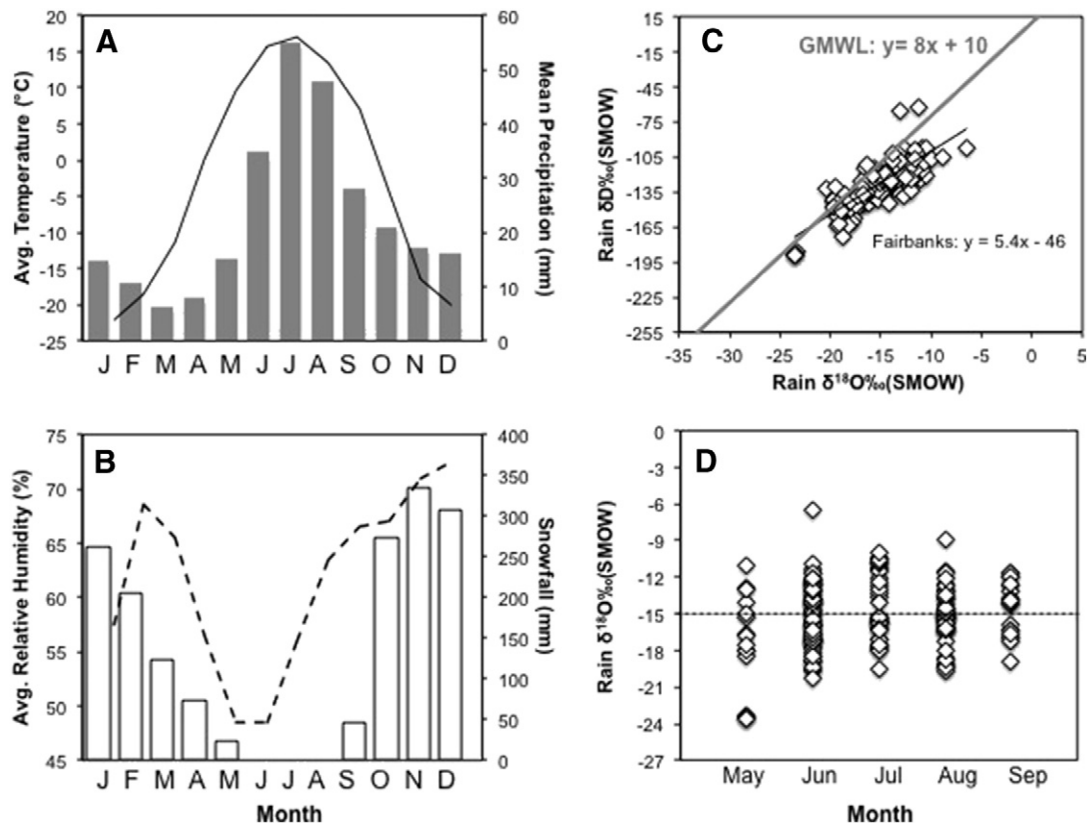 A
Avg. Temperature (°C)
20
15
10
5
0
-5
-10
-15
-20
-25
Mean Precipitation (mm)
60
50
40
30
20
10
0
J F M A M J J A S O N D
B
Avg. Relative Humidity (%)
75
70
65
60
55
50
45
Snowfall (mm)
400
350
300
250
200
150
100
50
0
J F M A M J J A S O N D
Month
C
GMWL: y= 8x + 10
Fairbanks: y = 5.4x - 46
Rain δD‰(SMOW)
15
-15
-45
-75
-105
-135
-165
-195
-225
-255
-35 -30 -25 -20 -15 -10 -5 0 5
Rain δ¹⁸O‰(SMOW)
D
Rain δ¹⁸O‰(SMOW)
0
-3
-6
-9
-12
-15
-18
-21
-24
-27
May Jun Jul Aug Sep
Month